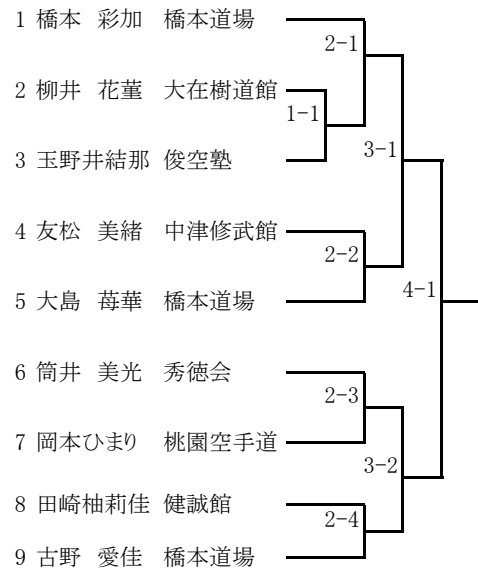 1 橋本 彩加 橋本道場
2-1
2 柳井 花菫 大在樹道館
1-1
3-1
3 玉野井結那 俊空塾
4 友松 美緒 中津修武館
2-2
4-1
5 大島 苺華 橋本道場
6 筒井 美光 秀徳会
2-3
7 岡本ひまり 桃園空手道
3-2
8 田崎柚莉佳 健誠館
2-4
9 古野 愛佳 橋本道場